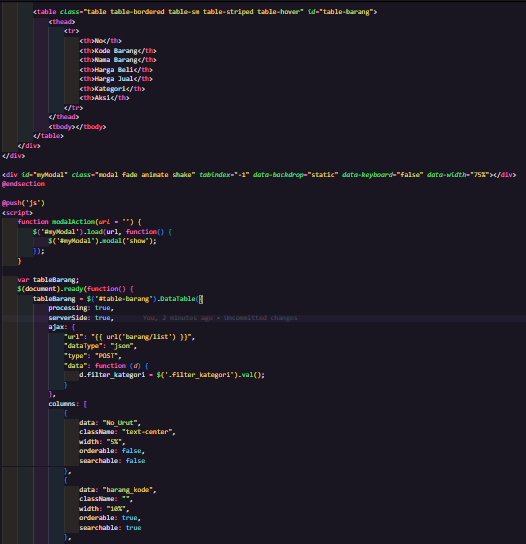 <table class="table table-bordered table-sm table-striped table-hover" id="table-barang">
<thead>
<tr>
<th>No</th>
<th>Kode Barang</th>
<th>Nama Barang</th>
<th>Harga Beli</th>
<th>Harga Jual</th>
<th>Kategori</th>
<th>Aksi</th>
</tr>
</thead>
<tbody></tbody>
</table>
</div>
</div>
<div id="myModal" class="modal fade animate shake" tabindex="-1" data-backdrop="static" data-keyboard="false" data-width="75%"></div>
@endsection
@push('js')
<script>
function modalAction(url = '') {
$('#myModal').load(url, function() {
$('#myModal').modal('show');
});
}
var tableBarang;
$(document).ready(function() {
tableBarang = $('#table-barang').DataTable({
processing: true,
serverSide: true, You, 2 minutes ago • Uncommitted changes
ajax: {
"url": "{{ url('barang/list') }}",
"dataType": "json",
"type": "POST",
"data": function (d) {
d.filter_kategori = $('.filter_kategori').val();
}
},
columns: [
{
data: "No_Urut",
className: "text-center",
width: "5%",
orderable: false,
searchable: false
},
{
data: "barang_kode",
className: "",
width: "10%",
orderable: true,
searchable: true
},